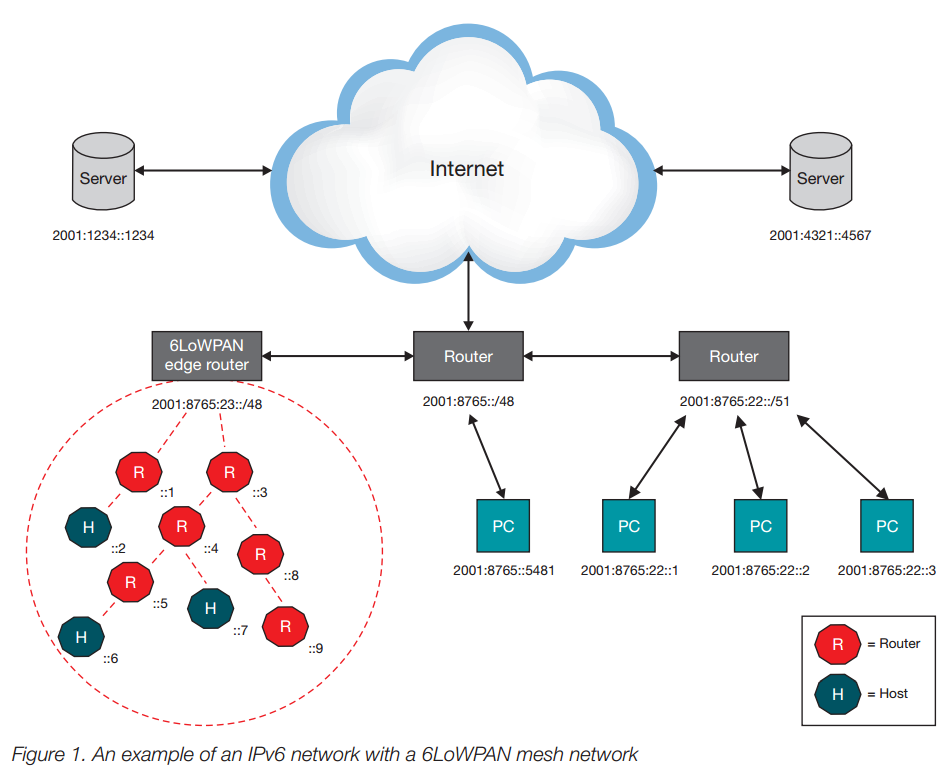 Internet
Server
Server
2001:1234::1234
2001:4321::4567
6LoWPAN
edge router
Router
Router
2001:8765:23::/48
2001:8765::/48
2001:8765:22::/51
R
::1
R
::3
H
::2
R
::4
R
::8
R
::5
H
::7
R
::9
H
::6
PC
PC
PC
PC
2001:8765::5481
2001:8765:22::1
2001:8765:22::2
2001:8765:22::3
R = Router
H = Host
Figure 1. An example of an IPv6 network with a 6LoWPAN mesh network